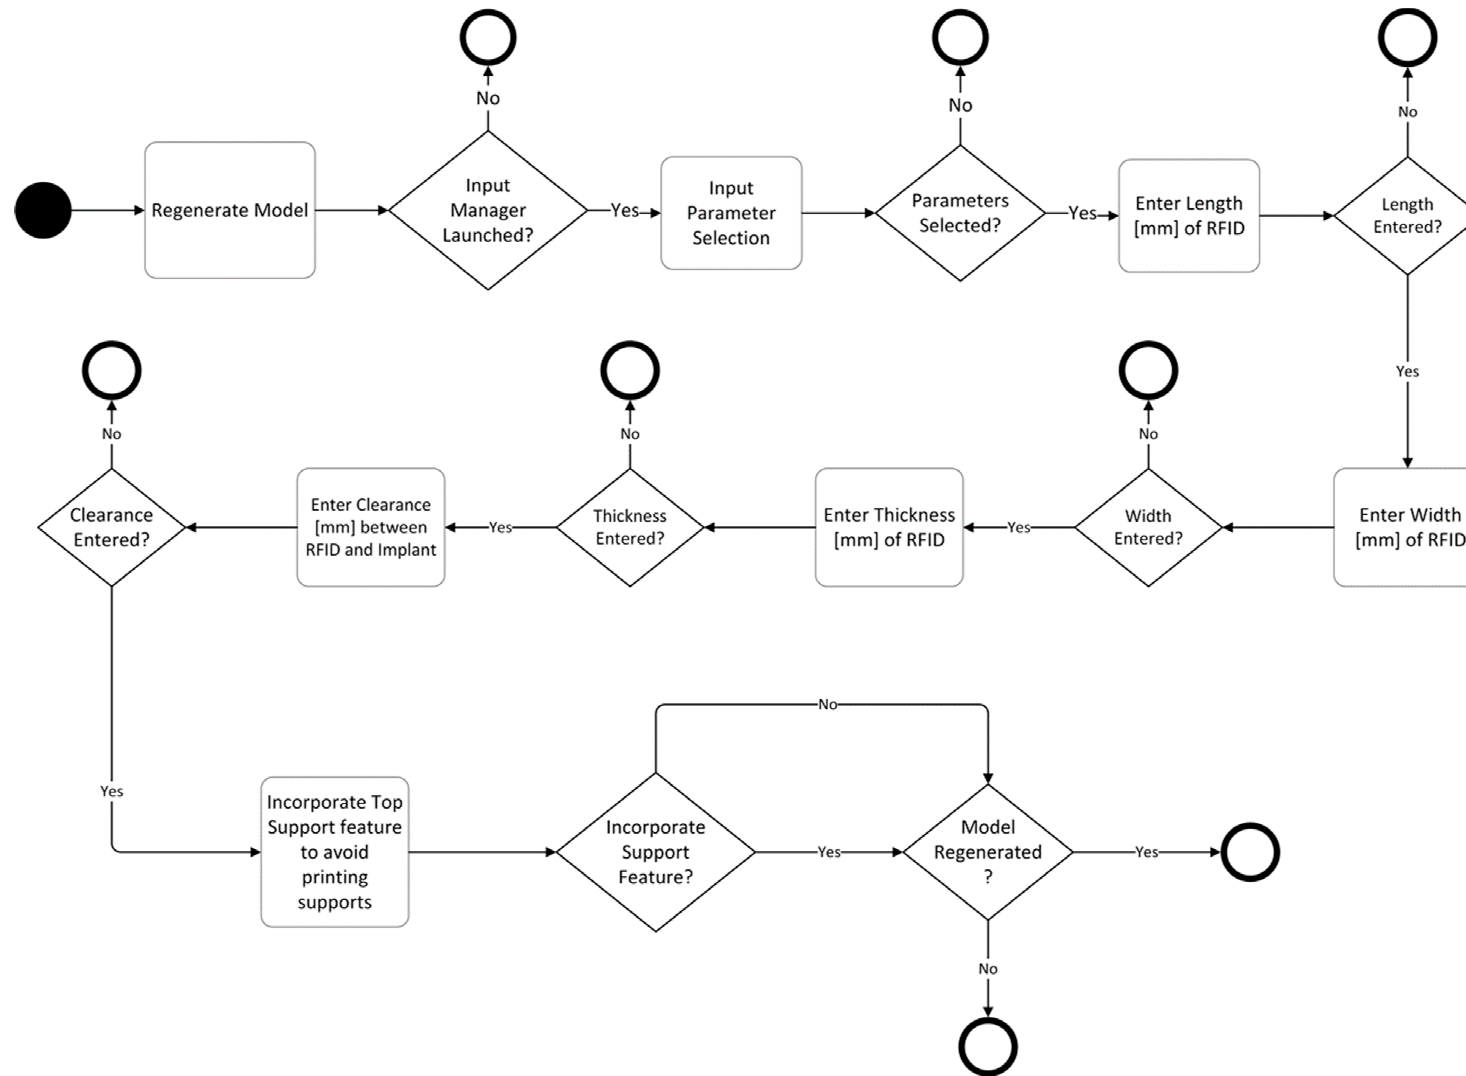 No
No
No
Regenerate Model
Input
Manager
Launched?
Yes
Input
Parameter
Selection
Parameters
Selected?
Yes
Enter Length
[mm] of RFID
Length
Entered?
Yes
Enter Width
[mm] of RFID
No
Width
Entered?
Yes
Enter Thickness
[mm] of RFID
No
Thickness
Entered?
Yes
Enter Clearance
[mm] between
RFID and Implant
No
Clearance
Entered?
Yes
Incorporate Top
Support feature
to avoid
printing
supports
Incorporate
Support
Feature?
No
Yes
Model
Regenerated
?
Yes
No